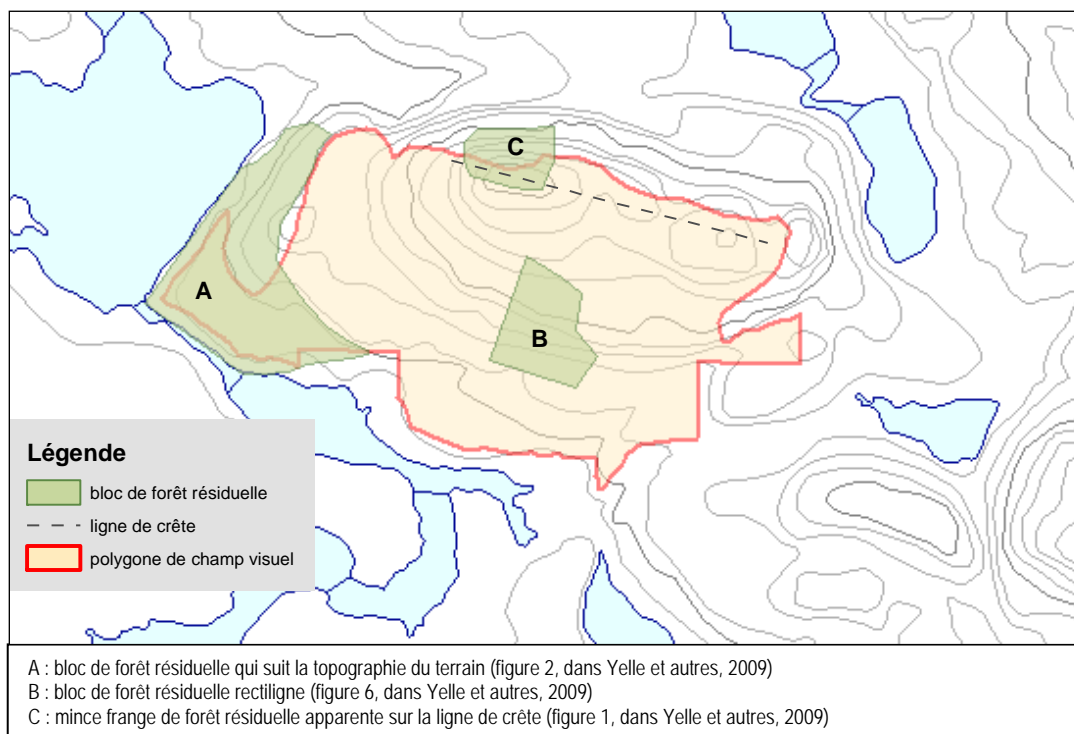 C
A
B
Légende
bloc de forêt résiduelle
ligne de crête
polygone de champ visuel
A : bloc de forêt résiduelle qui suit la topographie du terrain (figure 2, dans Yelle et autres, 2009)
B : bloc de forêt résiduelle rectiligne (figure 6, dans Yelle et autres, 2009)
C : mince frange de forêt résiduelle apparente sur la ligne de crête (figure 1, dans Yelle et autres, 2009)